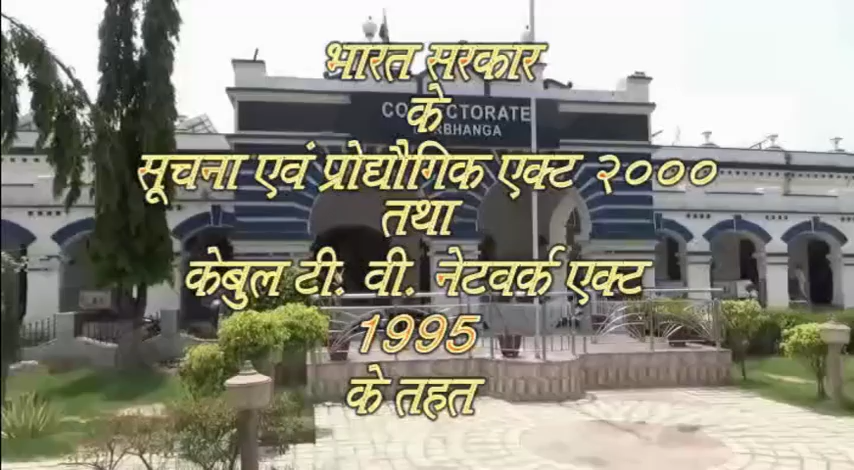 भारत सरकार
के
सूचना एवं प्रोद्यौगिक एक्ट २०००
तथा
केबुल टी. वी. नेटवर्क एक्ट
1995
के तहत